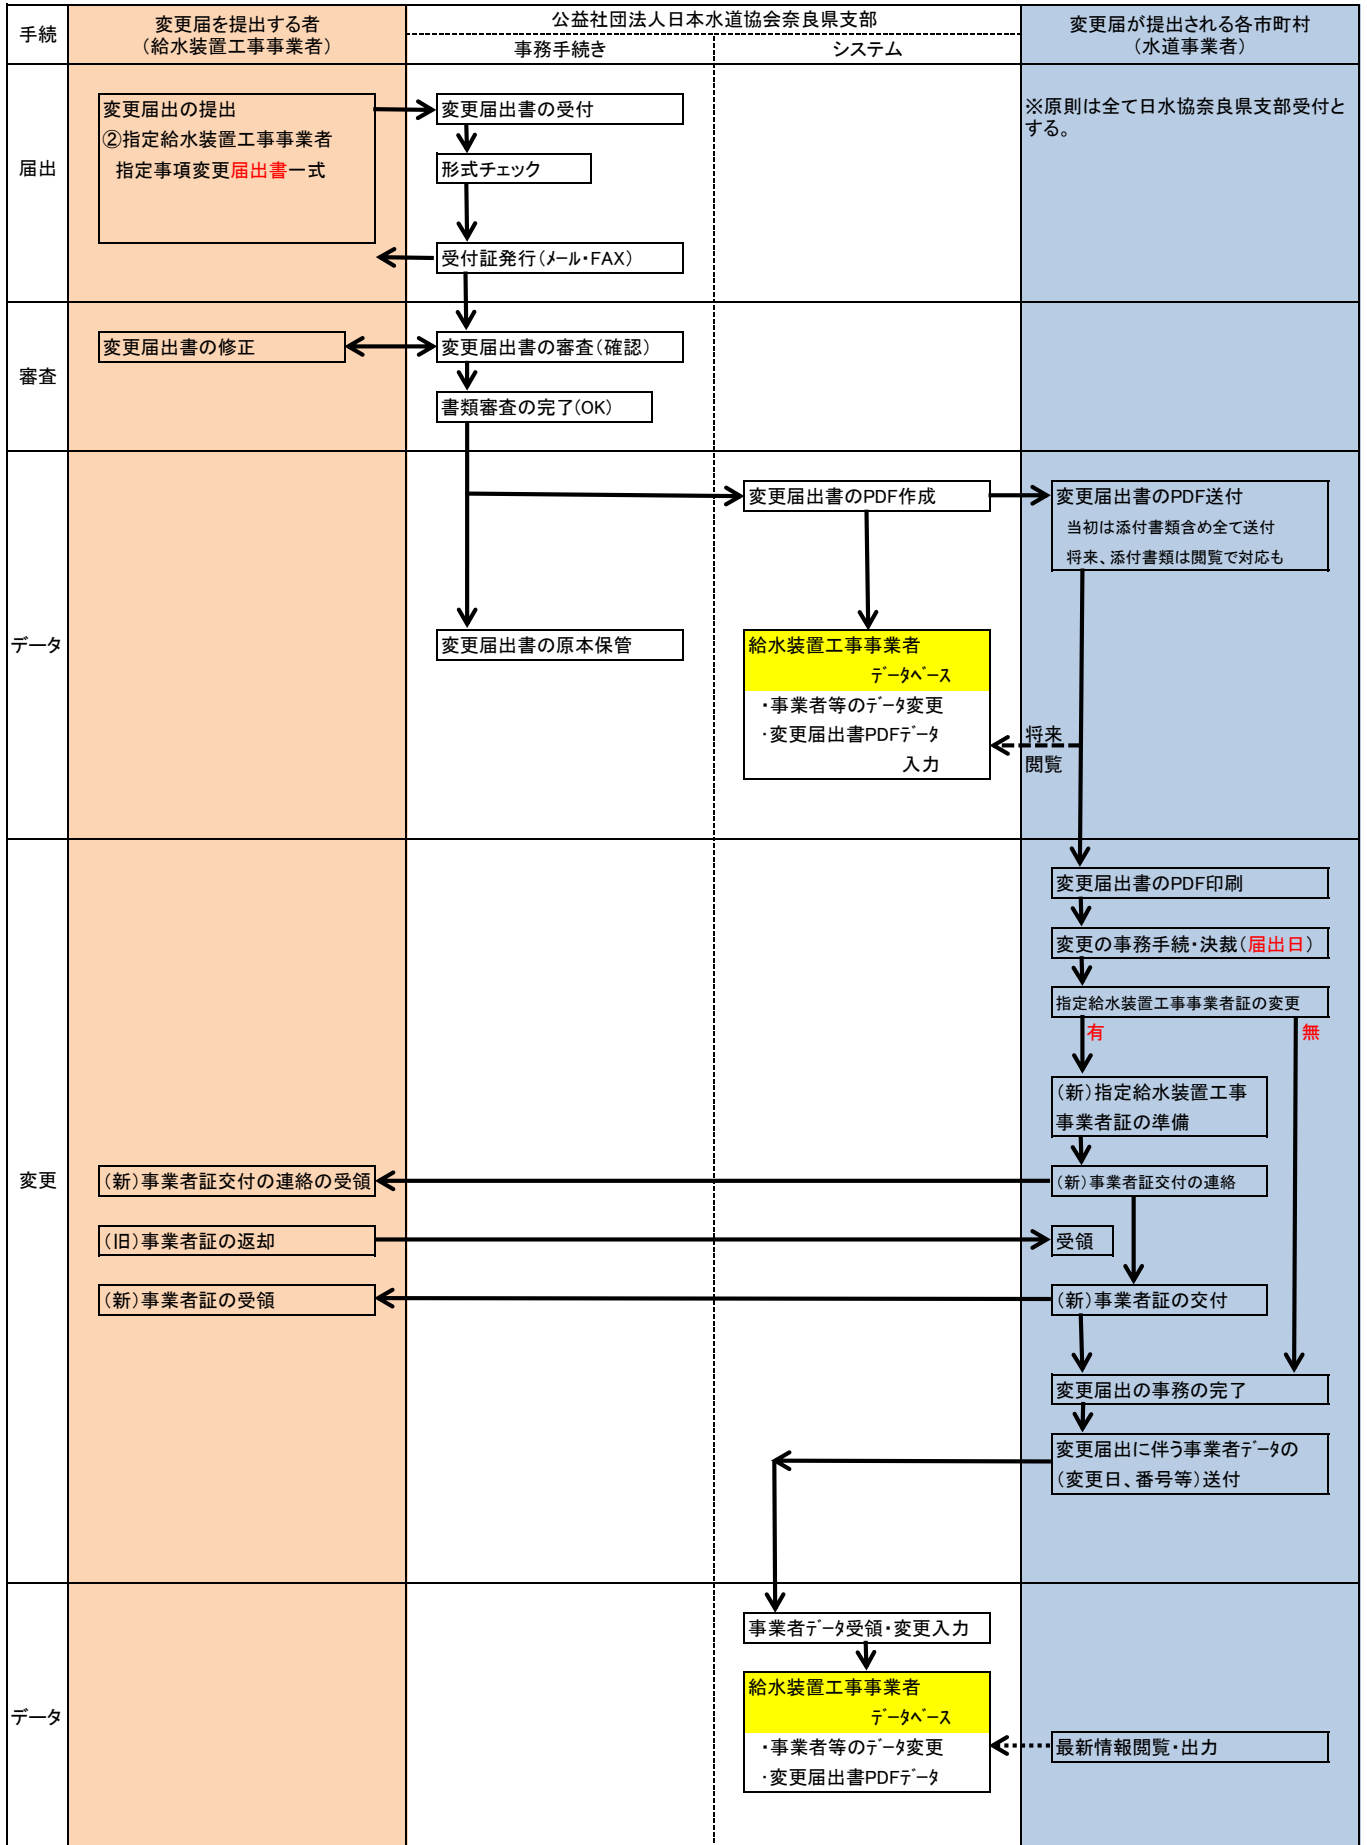 手続
変更届を提出する者
（給水装置工事事業者）
公益社団法人日本水道協会奈良県支部
事務手続き
システム
変更届が提出される各市町村
（水道事業者）
届出
変更届出の提出
②指定給水装置工事事業者
指定事項変更届出書一式
変更届出書の受付
形式チェック
受付証発行（ﾒｰﾙ・FAX）
※原則は全て日水協奈良県支部受付と
する。
審査
変更届出書の修正
変更届出書の審査（確認）
書類審査の完了(OK)
データ
変更届出書のPDF作成
変更届出書のPDF送付
当初は添付書類含め全て送付
将来、添付書類は閲覧で対応も
変更届出書の原本保管
給水装置工事事業者
ﾃﾞｰﾀﾍﾞｰｽ
・事業者等のﾃﾞｰﾀ変更
・変更届出書PDFﾃﾞｰﾀ
入力
将来
閲覧
変更
変更届出書のPDF印刷
変更の事務手続・決裁（届出日）
指定給水装置工事事業者証の変更
有
無
（新）指定給水装置工事
事業者証の準備
（新）事業者証交付の連絡の受領
（新）事業者証交付の連絡
（旧）事業者証の返却
受領
（新）事業者証の受領
（新）事業者証の交付
変更届出の事務の完了
変更届出に伴う事業者ﾃﾞｰﾀの
（変更日、番号等）送付
データ
事業者ﾃﾞｰﾀ受領・変更入力
給水装置工事事業者
ﾃﾞｰﾀﾍﾞｰｽ
・事業者等のﾃﾞｰﾀ変更
・変更届出書PDFﾃﾞｰﾀ
最新情報閲覧・出力